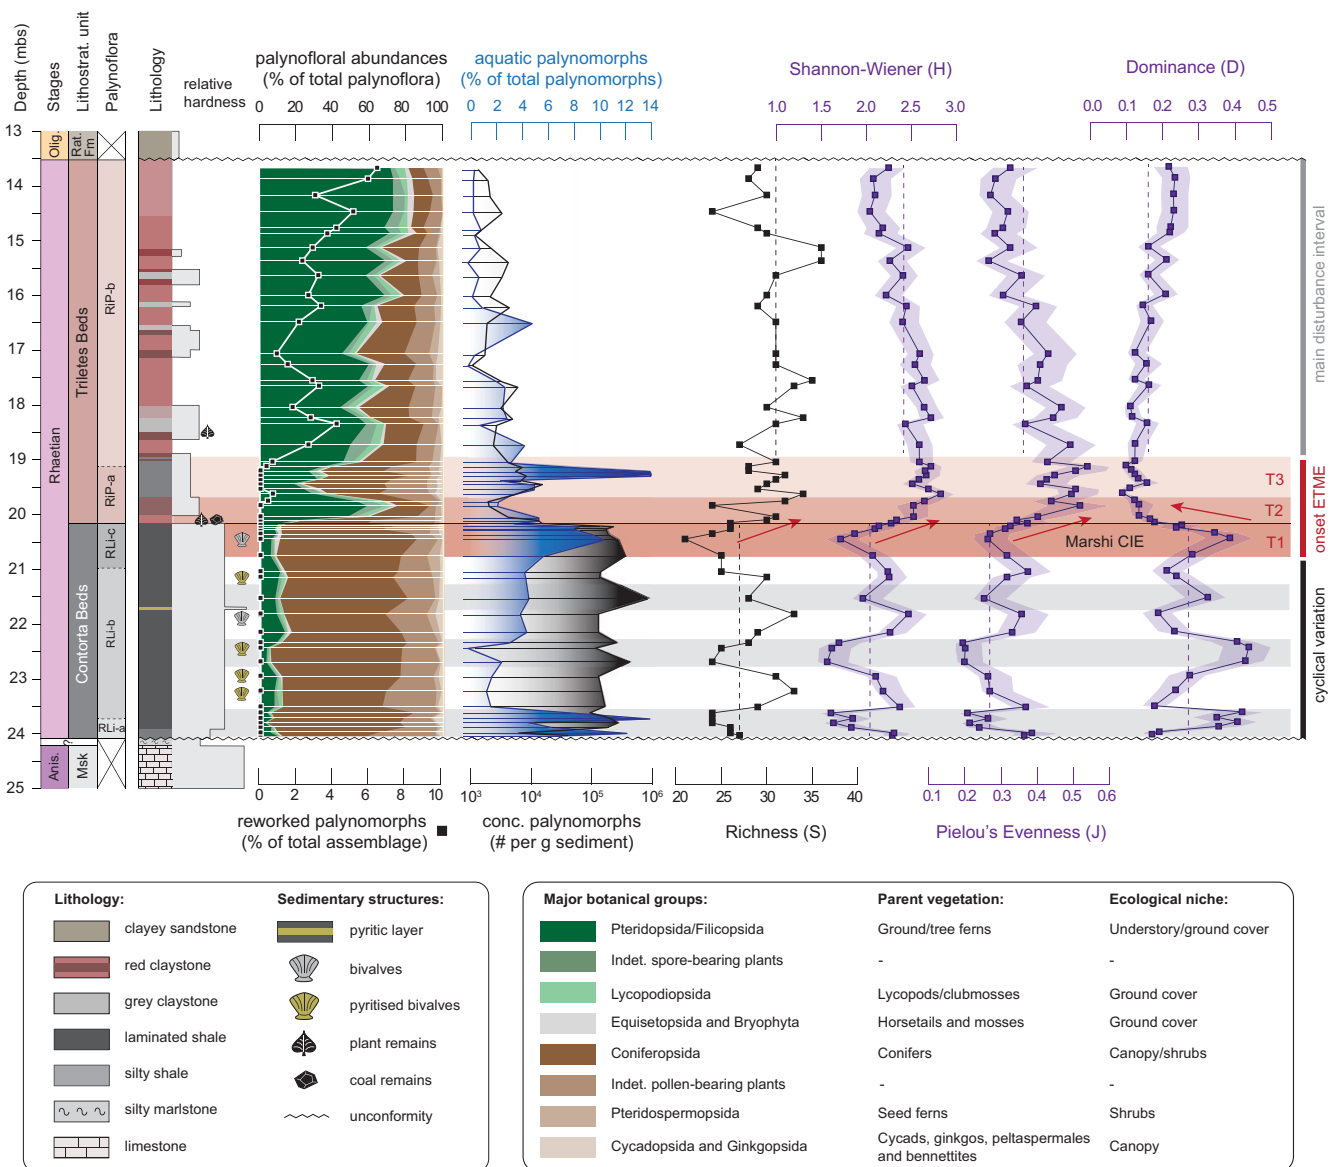 Depth (mbs)
Stages
Lithostrat. unit
Palynoflora
Lithology
relative
hardness
palynofloral abundances
(% of total palynoflora)
0 20 40 60 80 100
aquatic palynomorphs
(% of total palynomorphs)
0 2 4 6 8 10 12 14
Shannon-Wiener (H)
1.0 1.5 2.0 2.5 3.0
Dominance (D)
0.0 0.1 0.2 0.3 0.4 0.5
13
14
15
16
17
18
19
20
21
22
23
24
25
Olig.
Rhaetian
?
Anis.
Rat.
Fm
Triletes Beds
Contorta Beds
Msk
RiP-b
RiP-a
RLi-c
RLi-b
RLi-a
main disturbance interval
onset ETME
cyclical variation
T3
T2
T1
Marshi CIE
0 2 4 6 8 10
reworked palynomorphs
(% of total assemblage)
10³ 10⁴ 10⁵ 10⁶
conc. palynomorphs
(# per g sediment)
20 25 30 35 40
Richness (S)
0.1 0.2 0.3 0.4 0.5 0.6
Pielou's Evenness (J)
Lithology:
clayey sandstone
red claystone
grey claystone
laminated shale
silty shale
silty marlstone
limestone
Sedimentary structures:
pyritic layer
bivalves
pyritised bivalves
plant remains
coal remains
unconformity
Major botanical groups: Parent vegetation: Ecological niche:
Pteridopsida/Filicopsida Ground/tree ferns Understory/ground cover
Indet. spore-bearing plants - -
Lycopodiopsida Lycopods/clubmosses Ground cover
Equisetopsida and Bryophyta Horsetails and mosses Ground cover
Coniferopsida Conifers Canopy/shrubs
Indet. pollen-bearing plants - -
Pteridospermopsida Seed ferns Shrubs
Cycadopsida and Ginkgopsida Cycads, ginkgos, peltaspermales
and bennettites Canopy